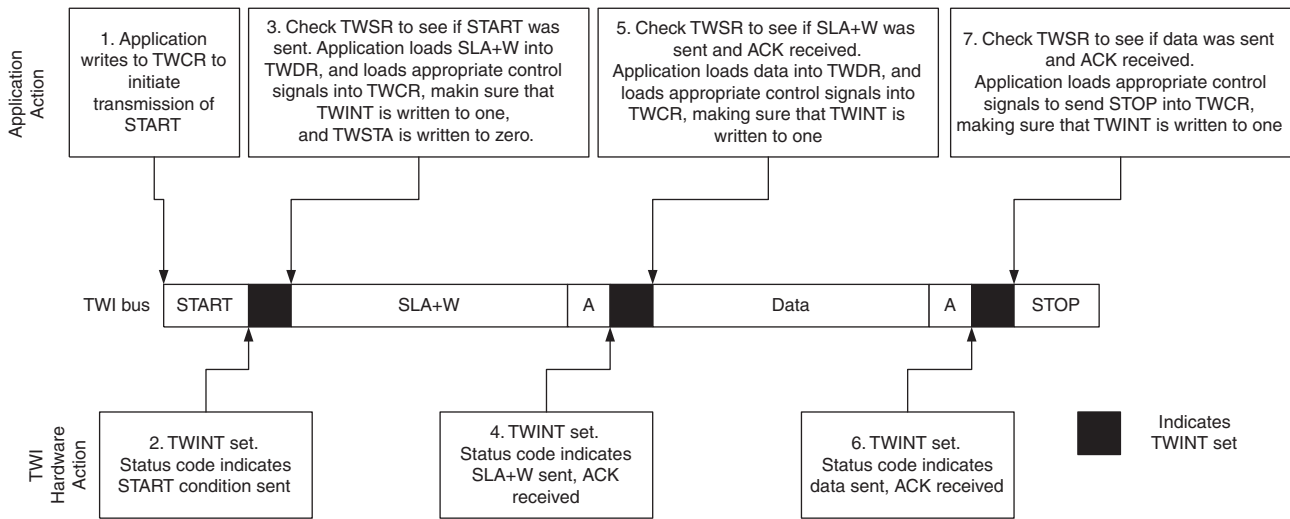 Application
Action
1. Application
writes to TWCR to
initiate
transmission of
START
3. Check TWSR to see if START was
sent. Application loads SLA+W into
TWDR, and loads appropriate control
signals into TWCR, makin sure that
TWINT is written to one,
and TWSTA is written to zero.
5. Check TWSR to see if SLA+W was
sent and ACK received.
Application loads data into TWDR, and
loads appropriate control signals into
TWCR, making sure that TWINT is
written to one
7. Check TWSR to see if data was sent
and ACK received.
Application loads appropriate control
signals to send STOP into TWCR,
making sure that TWINT is written to one
TWI bus
START
SLA+W
A
Data
A
STOP
TWI
Hardware
Action
2. TWINT set.
Status code indicates
START condition sent
4. TWINT set.
Status code indicates
SLA+W sent, ACK
received
6. TWINT set.
Status code indicates
data sent, ACK received
Indicates
TWINT set